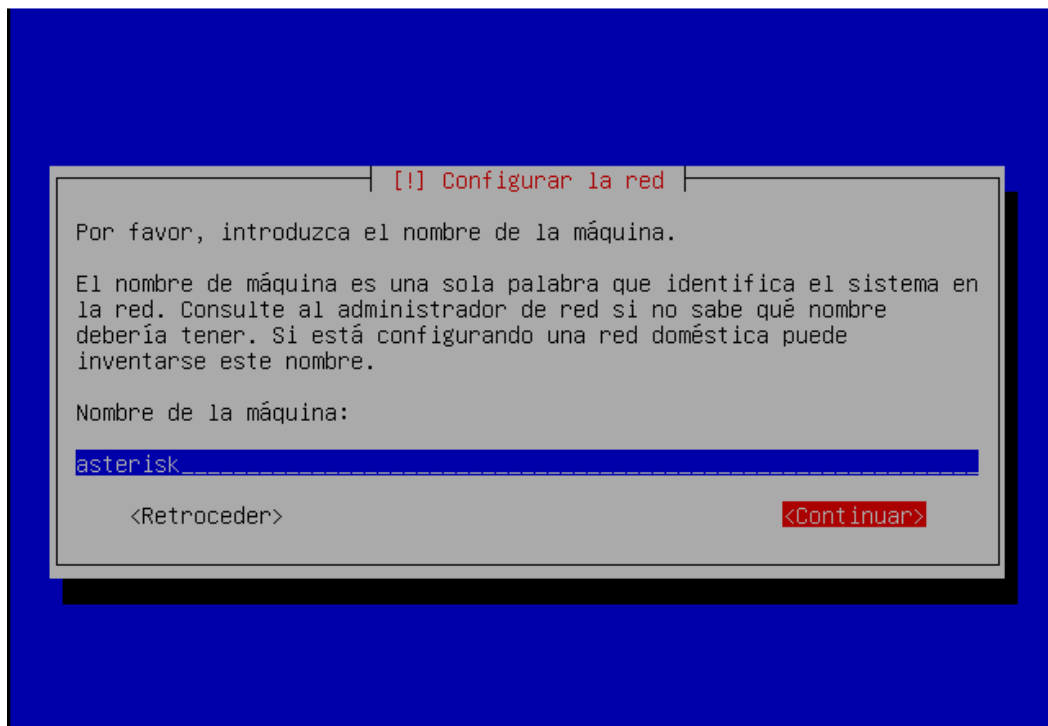 [!] Configurar la red
Por favor, introduzca el nombre de la máquina.
El nombre de máquina es una sola palabra que identifica el sistema en
la red. Consulte al administrador de red si no sabe qué nombre
debería tener. Si está configurando una red doméstica puede
inventarse este nombre.
Nombre de la máquina:
asterisk
<Retroceder> <Continuar>